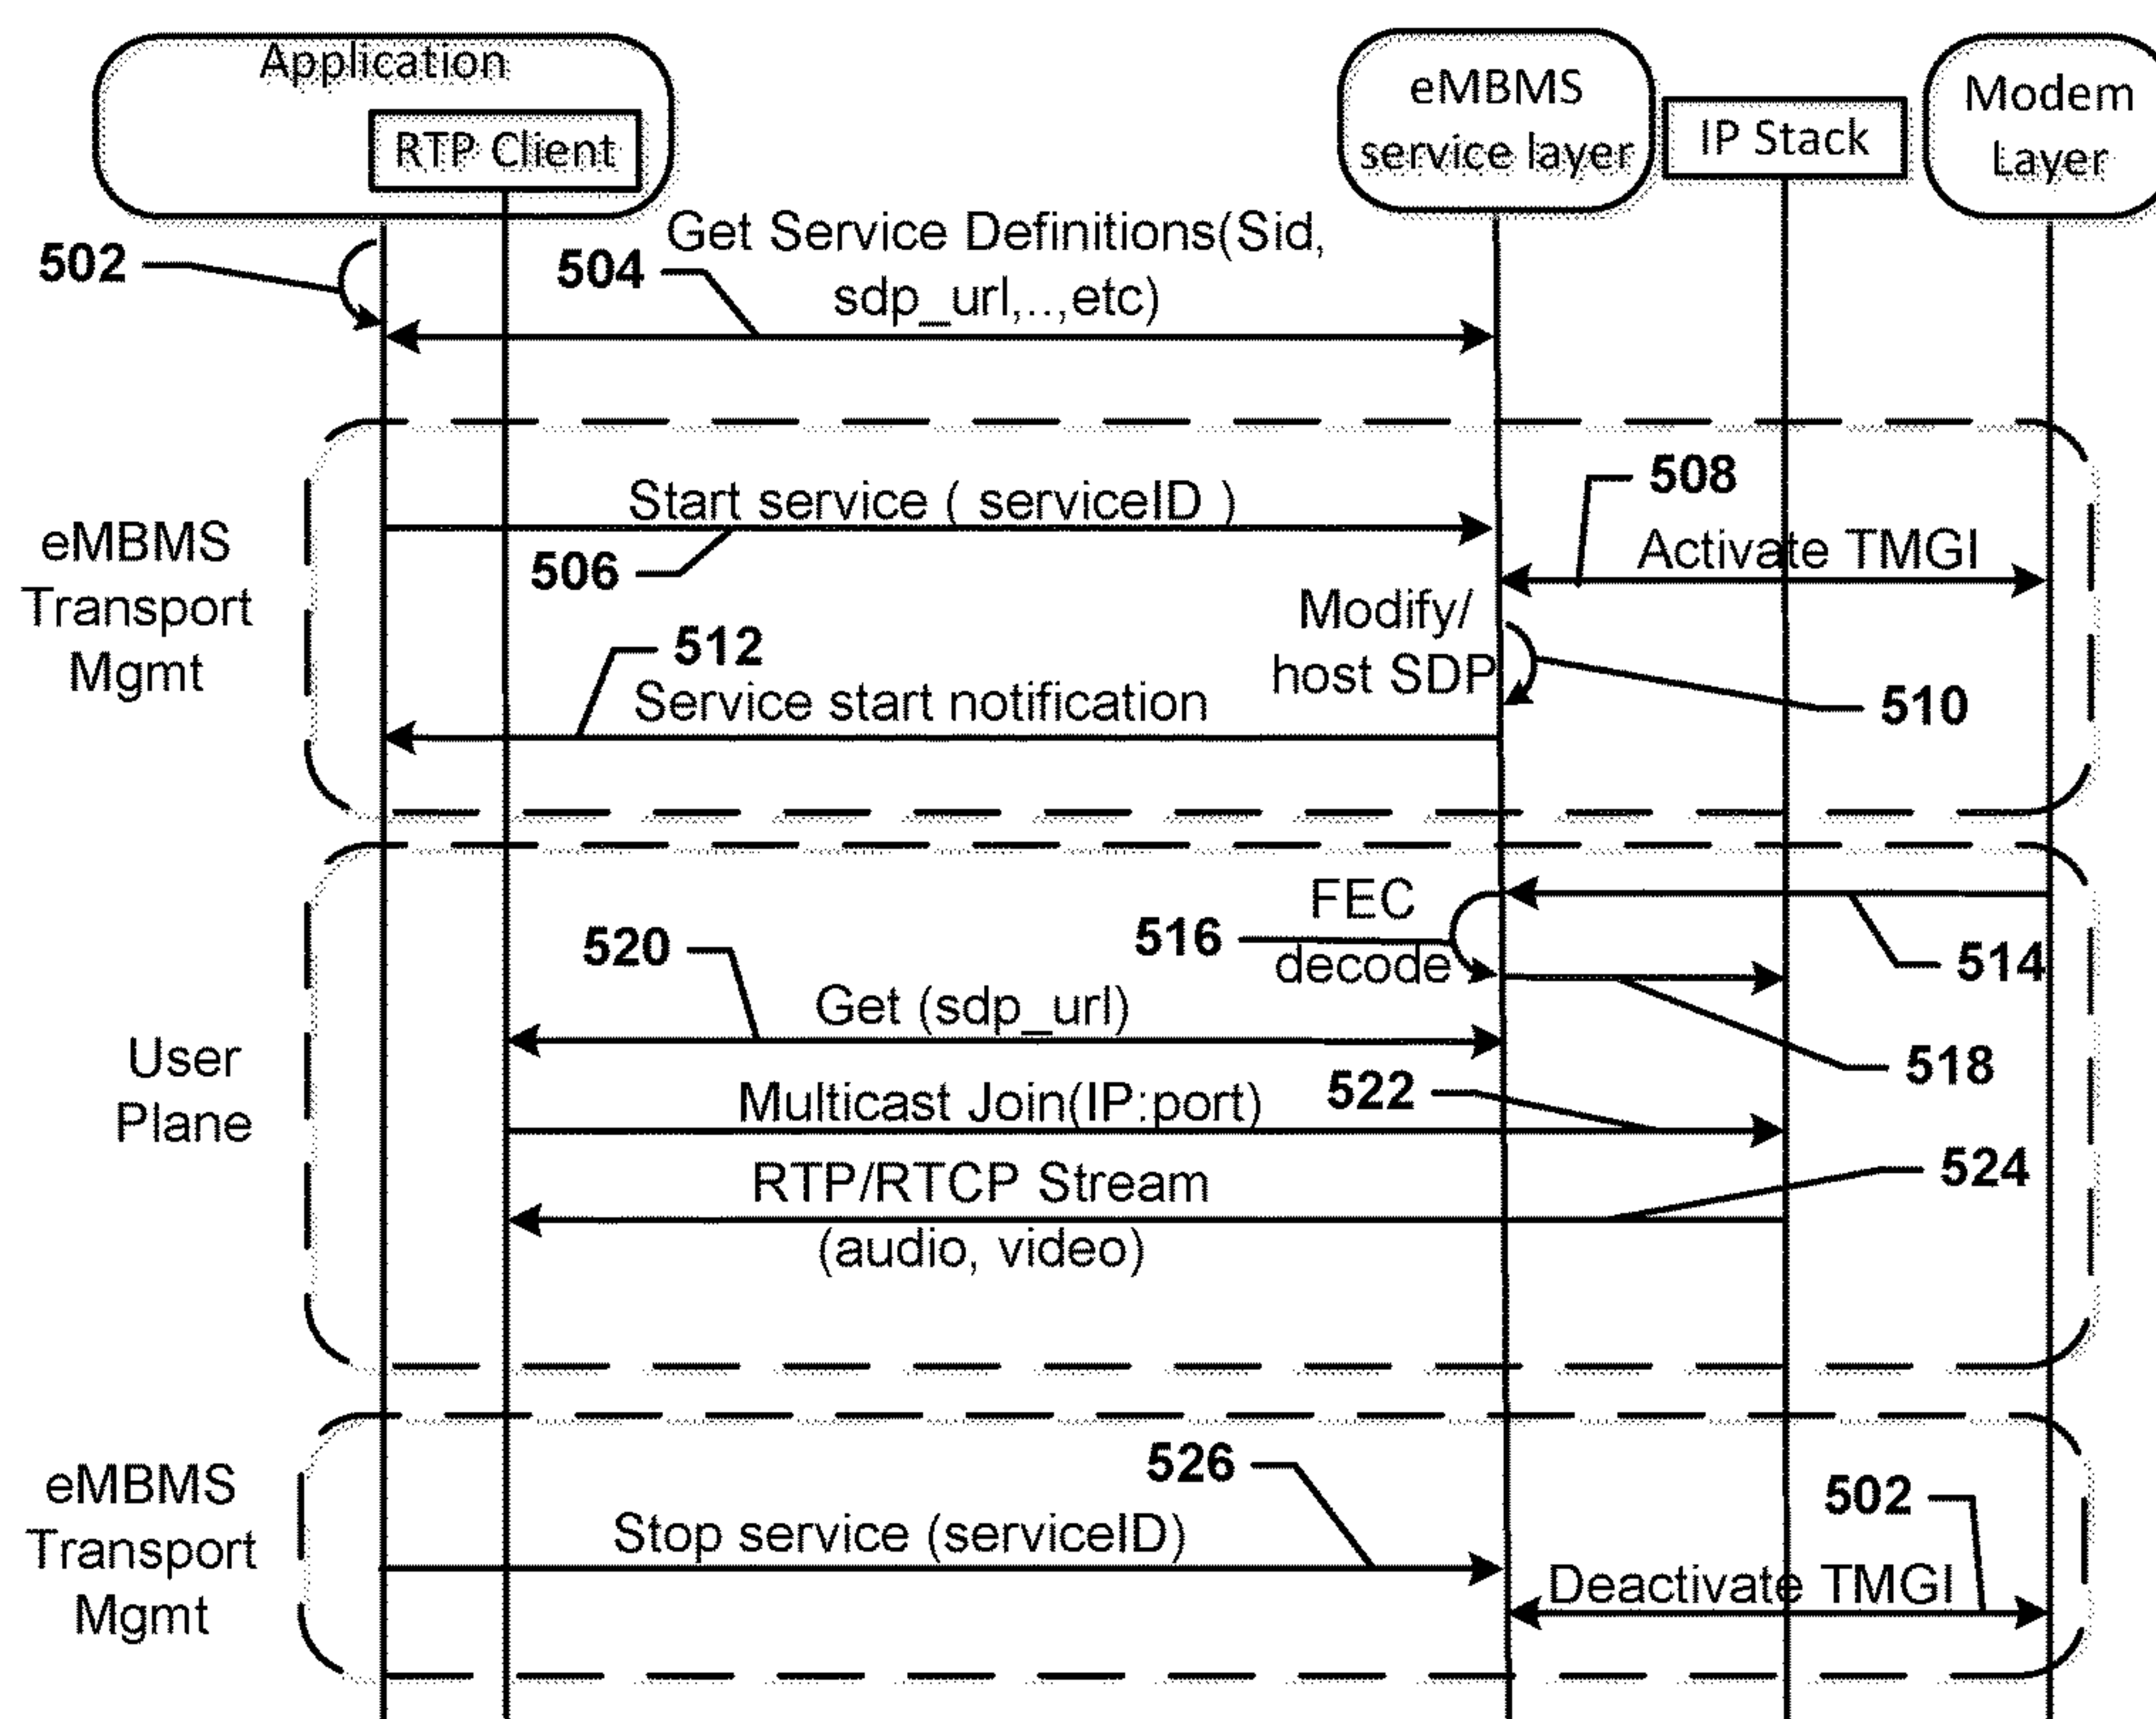 Application
RTP Client
eMBMS
service layer
IP Stack
Modem
Layer
502
504
Get Service Definitions(Sid,
sdp_url,..,etc)
eMBMS
Transport
Mgmt
Start service ( serviceID )
506
508
Activate TMGI
Modify/
host SDP
510
512
Service start notification
User
Plane
FEC
decode
516
514
518
520
Get (sdp_url)
Multicast Join(IP:port)
522
RTP/RTCP Stream
(audio, video)
524
eMBMS
Transport
Mgmt
526
Stop service (serviceID)
502
Deactivate TMGI